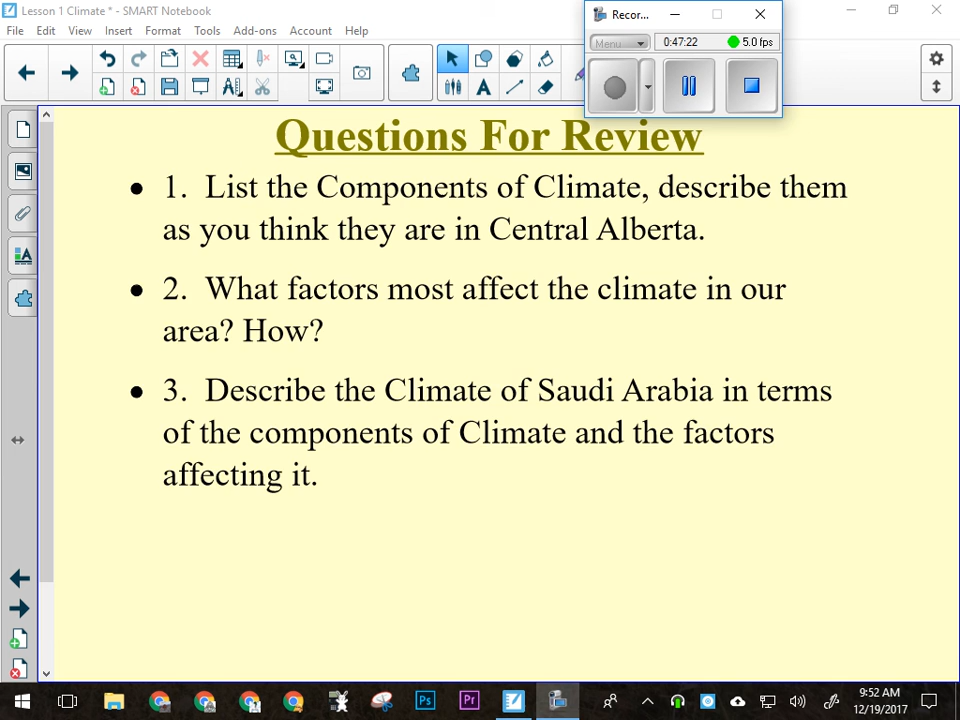 Lesson 1 Climate * - SMART Notebook
Recor...
File Edit View Insert Format Tools Add-ons Account Help
Menu 0:47:22 5.0 fps
Questions For Review
• 1. List the Components of Climate, describe them
as you think they are in Central Alberta.
• 2. What factors most affect the climate in our
area? How?
• 3. Describe the Climate of Saudi Arabia in terms
of the components of Climate and the factors
affecting it.
Ps Pr
9:52 AM
12/19/2017